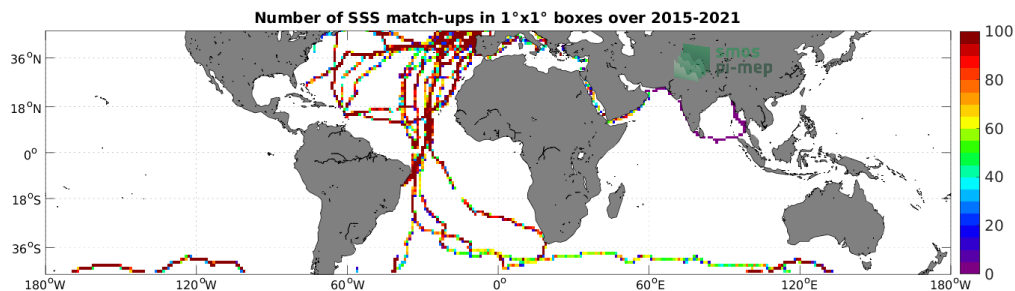 Number of SSS match-ups in 1°x1° boxes over 2015-2021
100
36°N
smos
pi-mep
80
18°N
60
0°
40
18°S
20
36°S
0
180°W 120°W 60°W 0° 60°E 120°E 180°W